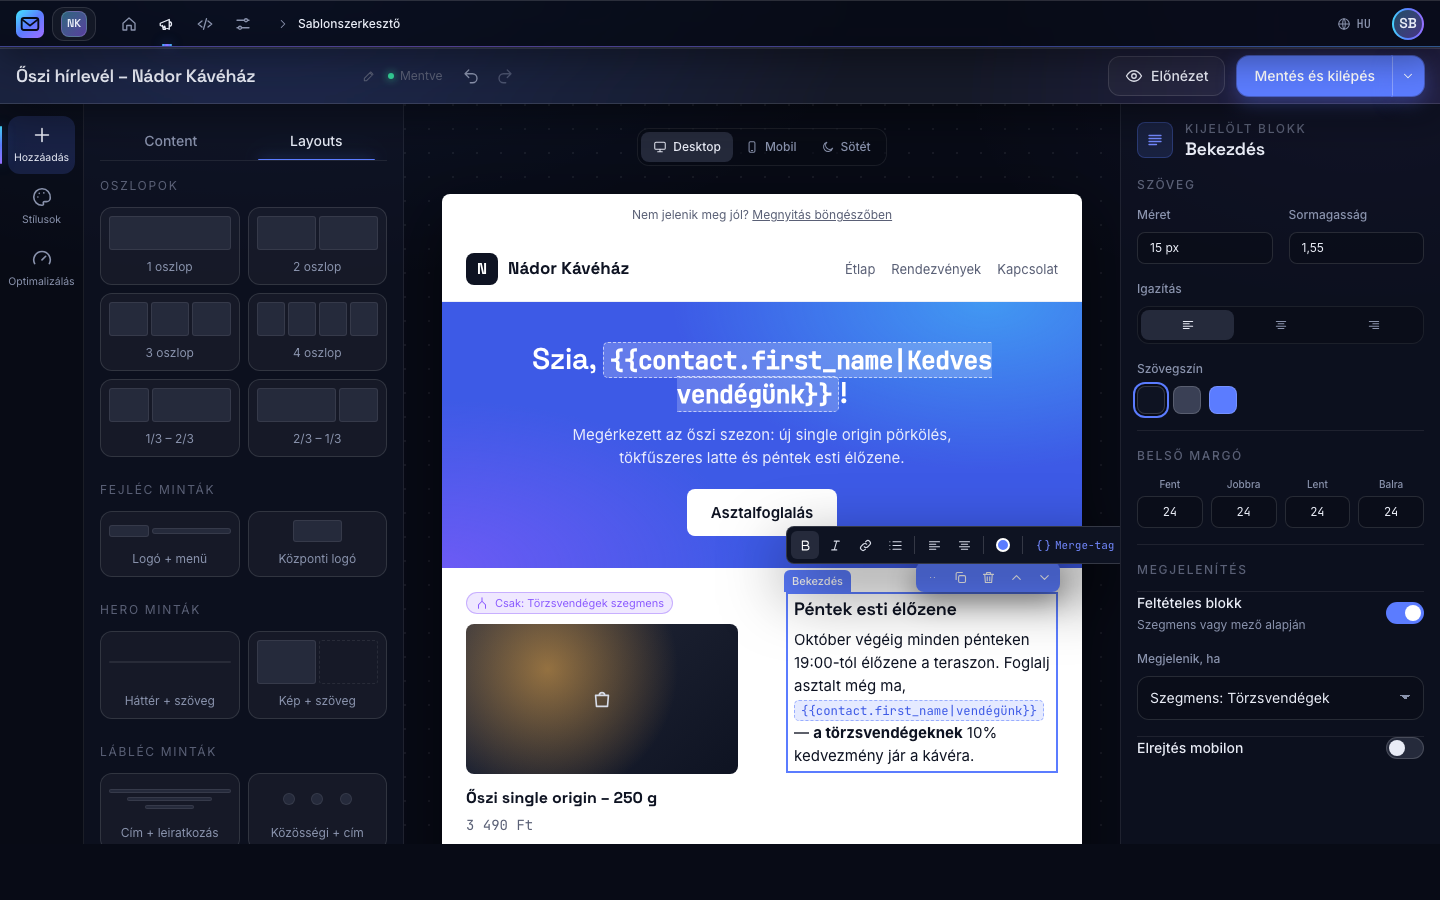 NK
Sablonszerkesztő
HU
SB
Őszi hírlevél – Nádor Kávéház
Mentve
Előnézet
Mentés és kilépés
Hozzáadás
Stílusok
Optimalizálás
Content
Layouts
OSZLOPOK
1 oszlop
2 oszlop
3 oszlop
4 oszlop
1/3 – 2/3
2/3 – 1/3
FEJLÉC MINTÁK
Logó + menü
Központi logó
HERO MINTÁK
Háttér + szöveg
Kép + szöveg
LÁBLÉC MINTÁK
Cím + leiratkozás
Közösségi + cím
Desktop
Mobil
Sötét
Nem jelenik meg jól? Megnyitás böngészőben
N
Nádor Kávéház
Étlap
Rendezvények
Kapcsolat
Szia, {{contact.first_name|Kedves
vendégünk}}!
Megérkezett az őszi szezon: új single origin pörkölés,
tökfűszeres latte és péntek esti élőzene.
Asztalfoglalás
B
I
{} Merge-tag
Bekezdés
Csak: Törzsvendégek szegmens
Őszi single origin – 250 g
3 490 Ft
Péntek esti élőzene
Október végéig minden pénteken
19:00-tól élőzene a teraszon. Foglalj
asztalt még ma,
{{contact.first_name|vendégünk}}
— a törzsvendégeknek 10%
kedvezmény jár a kávéra.
KIJELÖLT BLOKK
Bekezdés
SZÖVEG
Méret
Sormagasság
15 px
1,55
Igazítás
Szövegszín
BELSŐ MARGÓ
Fent
Jobbra
Lent
Balra
24
24
24
24
MEGJELENÍTÉS
Feltételes blokk
Szegmens vagy mező alapján
Megjelenik, ha
Szegmens: Törzsvendégek
Elrejtés mobilon